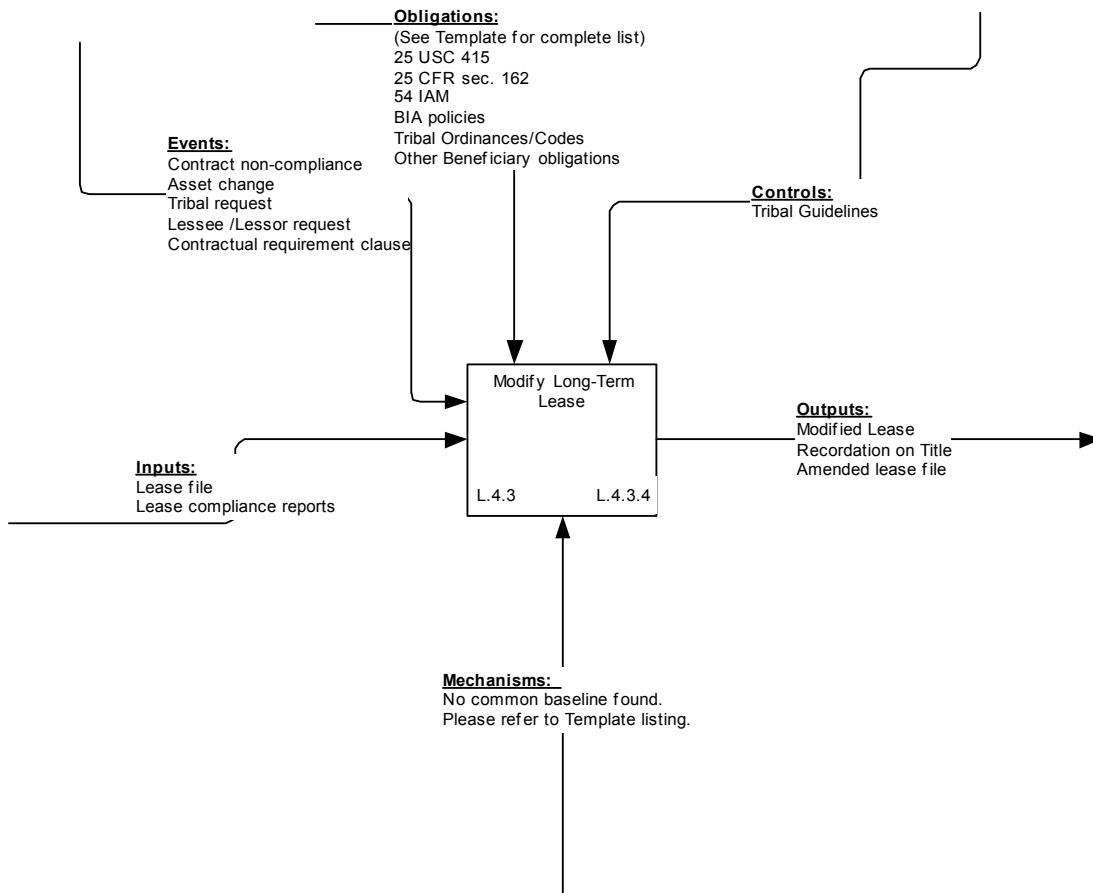 Obligations:
(See Template for complete list)
25 USC 415
25 CFR sec. 162
54 IAM
BIA policies
Tribal Ordinances/Codes
Other Beneficiary obligations
Events:
Contract non-compliance
Asset change
Tribal request
Lessee /Lessor request
Contractual requirement clause
Controls:
Tribal Guidelines
Modify Long-Term
Lease
L.4.3 L.4.3.4
Outputs:
Modified Lease
Recordation on Title
Amended lease file
Inputs:
Lease file
Lease compliance reports
Mechanisms:
No common baseline found.
Please refer to Template listing.